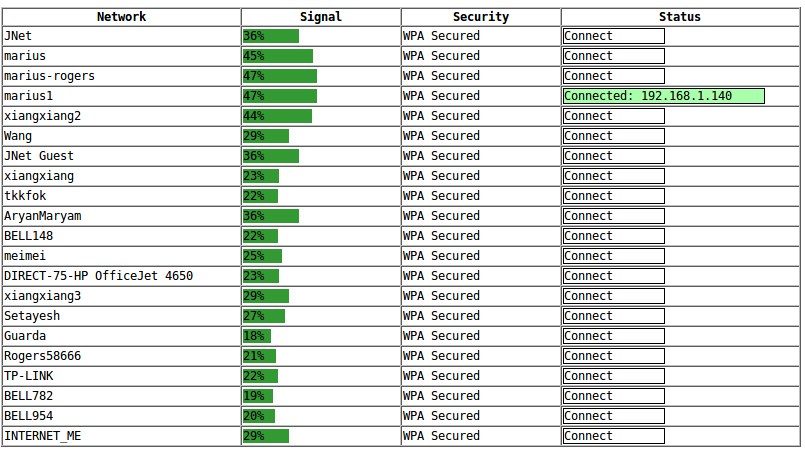 Network Signal Security Status
JNet 36% WPA Secured Connect
marius 45% WPA Secured Connect
marius-rogers 47% WPA Secured Connect
marius1 47% WPA Secured Connected: 192.168.1.140
xiangxiang2 44% WPA Secured Connect
Wang 29% WPA Secured Connect
JNet Guest 36% WPA Secured Connect
xiangxiang 23% WPA Secured Connect
tkkfok 22% WPA Secured Connect
AryanMaryam 36% WPA Secured Connect
BELL148 22% WPA Secured Connect
meimei 25% WPA Secured Connect
DIRECT-75-HP OfficeJet 4650 23% WPA Secured Connect
xiangxiang3 29% WPA Secured Connect
Setayesh 27% WPA Secured Connect
Guarda 18% WPA Secured Connect
Rogers58666 21% WPA Secured Connect
TP-LINK 22% WPA Secured Connect
BELL782 19% WPA Secured Connect
BELL954 20% WPA Secured Connect
INTERNET_ME 29% WPA Secured Connect